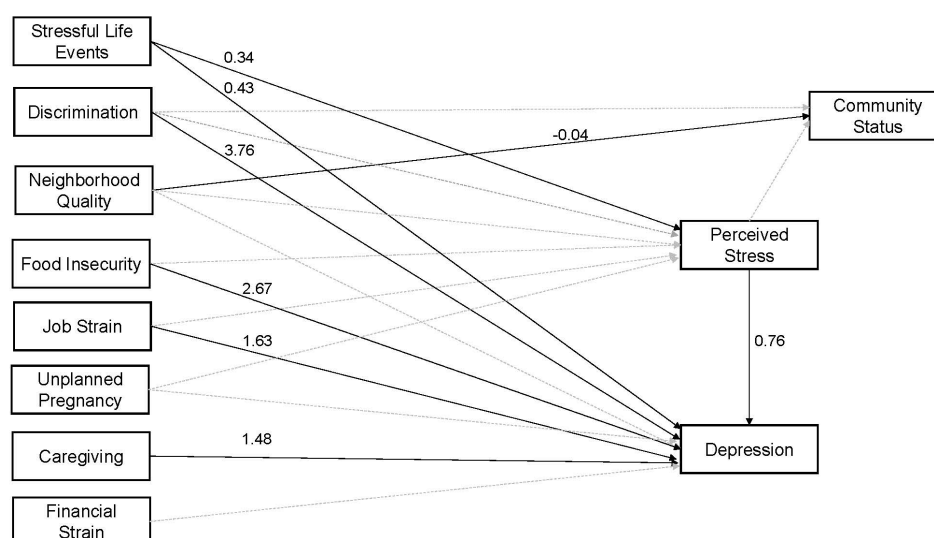 Stressful Life
Events
Discrimination
Neighborhood
Quality
Food Insecurity
Job Strain
Unplanned
Pregnancy
Caregiving
Financial
Strain
0.34
0.43
3.76
-0.04
2.67
1.63
1.48
0.76
Community
Status
Perceived
Stress
Depression